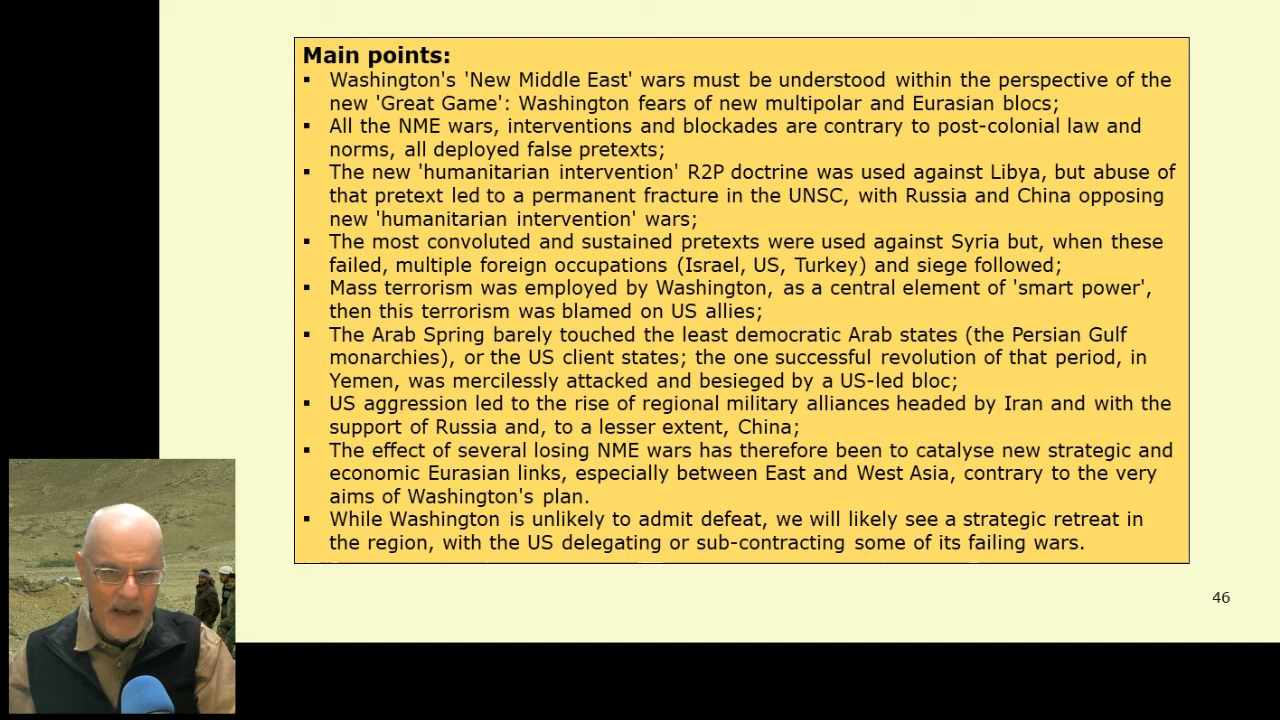 Main points:
▪ Washington's 'New Middle East' wars must be understood within the perspective of the
new 'Great Game': Washington fears of new multipolar and Eurasian blocs;
▪ All the NME wars, interventions and blockades are contrary to post-colonial law and
norms, all deployed false pretexts;
▪ The new 'humanitarian intervention' R2P doctrine was used against Libya, but abuse of
that pretext led to a permanent fracture in the UNSC, with Russia and China opposing
new 'humanitarian intervention' wars;
▪ The most convoluted and sustained pretexts were used against Syria but, when these
failed, multiple foreign occupations (Israel, US, Turkey) and siege followed;
▪ Mass terrorism was employed by Washington, as a central element of 'smart power',
then this terrorism was blamed on US allies;
▪ The Arab Spring barely touched the least democratic Arab states (the Persian Gulf
monarchies), or the US client states; the one successful revolution of that period, in
Yemen, was mercilessly attacked and besieged by a US-led bloc;
▪ US aggression led to the rise of regional military alliances headed by Iran and with the
support of Russia and, to a lesser extent, China;
▪ The effect of several losing NME wars has therefore been to catalyse new strategic and
economic Eurasian links, especially between East and West Asia, contrary to the very
aims of Washington's plan.
▪ While Washington is unlikely to admit defeat, we will likely see a strategic retreat in
the region, with the US delegating or sub-contracting some of its failing wars.
46